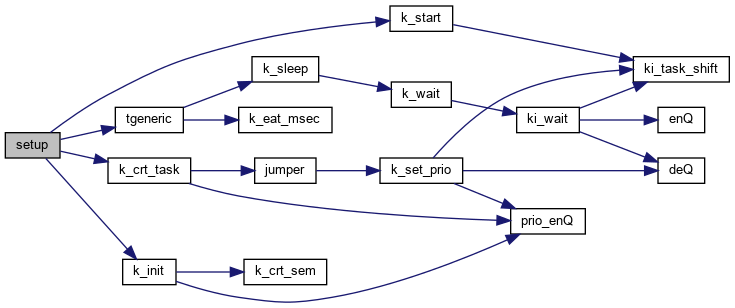 setup
k_start
tgeneric
k_crt_task
k_init
k_sleep
k_eat_msec
jumper
k_crt_sem
k_wait
k_set_prio
ki_wait
prio_enQ
ki_task_shift
enQ
deQ